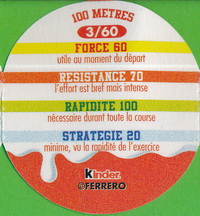 100 METRES
3/60
FORCE 60
utile au moment du départ
RESISTANCE 70
l'effort est bref mais intense
RAPIDITE 100
nécessaire durant toute la course
STRATEGIE 20
minime, vu la rapidité de l'exercice
Kinder
©FERRERO